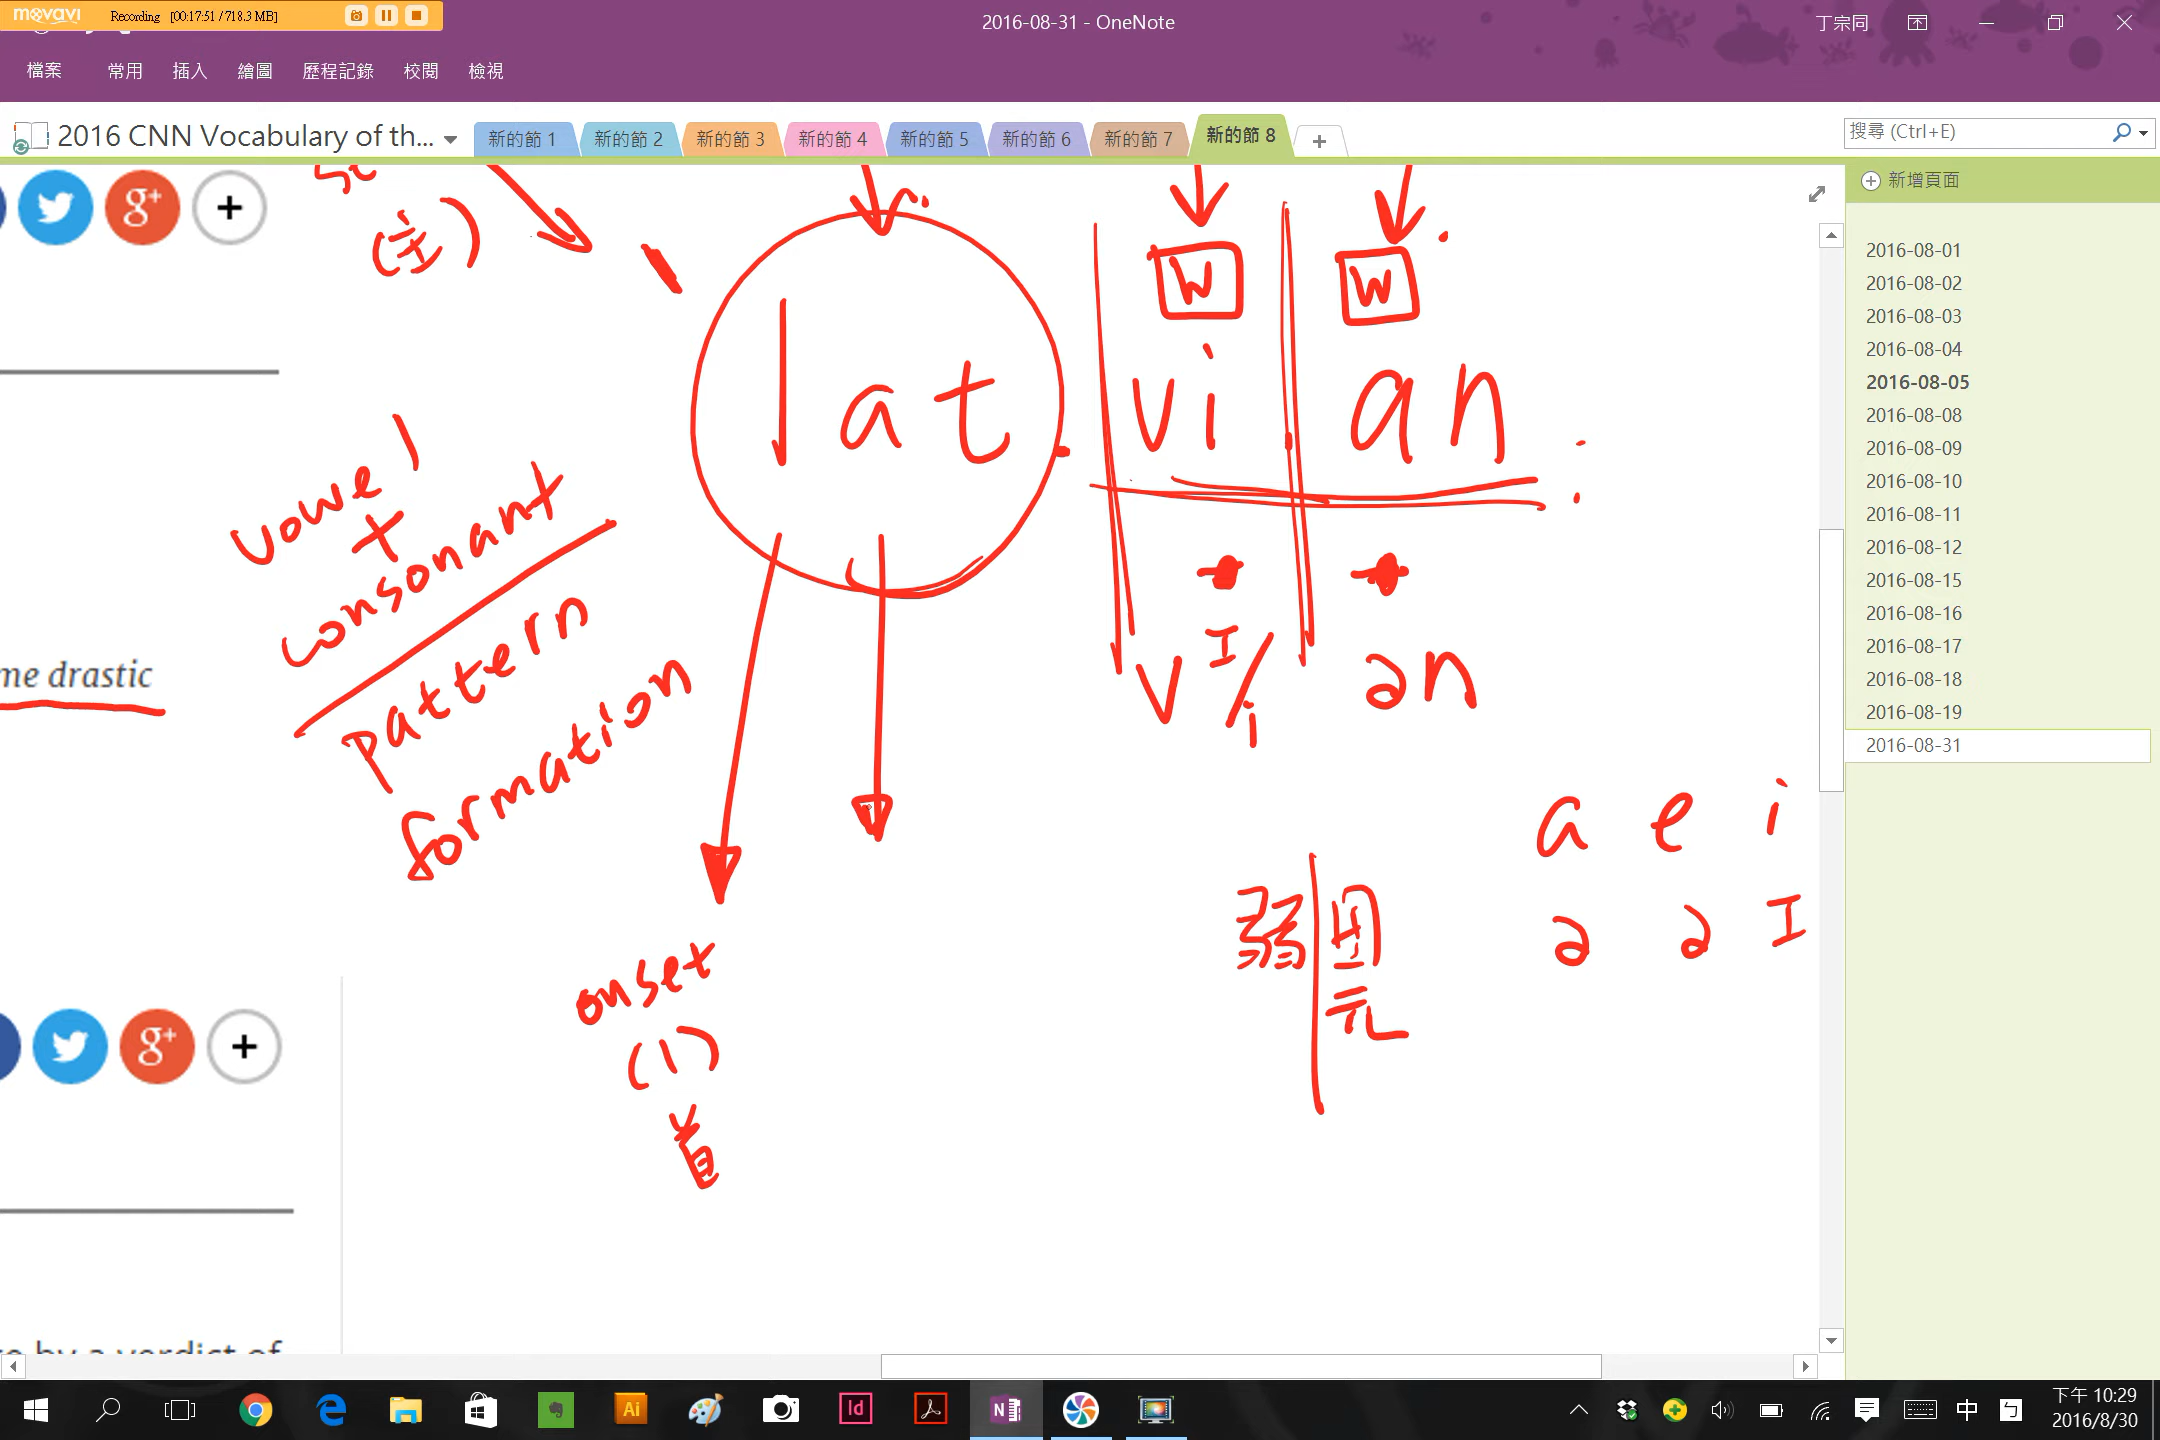 movavi Recording [00:17:51 / 718.3 MB]
2016-08-31 - OneNote
丁宗同
檔案 常用 插入 繪圖 歷程記錄 校閱 檢視
2016 CNN Vocabulary of th...
新的節 1 新的節 2 新的節 3 新的節 4 新的節 5 新的節 6 新的節 7 新的節 8 +
搜尋 (Ctrl+E)
新增頁面
2016-08-01
2016-08-02
2016-08-03
2016-08-04
2016-08-05
2016-08-08
2016-08-09
2016-08-10
2016-08-11
2016-08-12
2016-08-15
2016-08-16
2016-08-17
2016-08-18
2016-08-19
2016-08-31
g+ +
(主)
W W
lat. vi an
vowel
+
consonant
pattern
formation
me drastic
V I/i ən
a e i
ə ə I
弱 母
元
onset
(l)
首
g+ +
by a verdict of
Ai Id N
中 ㄅ
下午 10:29
2016/8/30